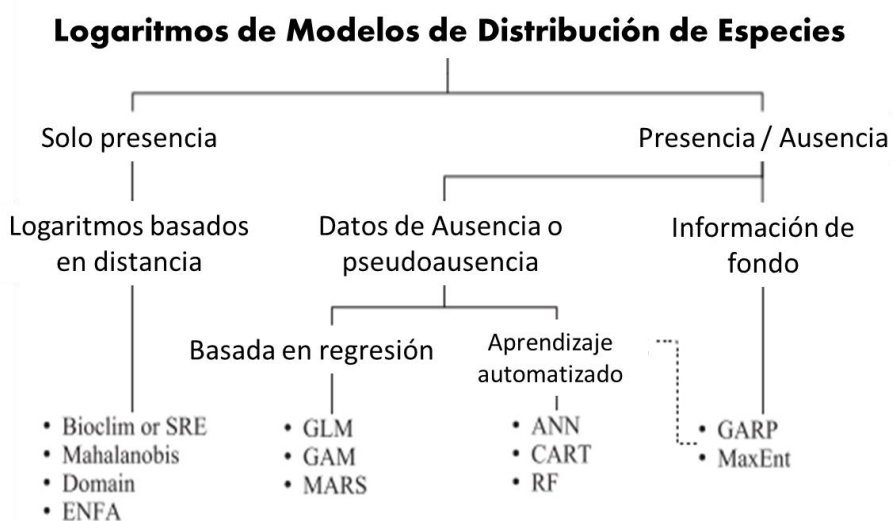 Logaritmos de Modelos de Distribución de Especies
Solo presencia
Presencia / Ausencia
Logaritmos basados
en distancia
Datos de Ausencia o
pseudoausencia
Información de
fondo
Basada en regresión
Aprendizaje
automatizado
• Bioclim or SRE
• Mahalanobis
• Domain
• ENFA
• GLM
• GAM
• MARS
• ANN
• CART
• RF
• GARP
• MaxEnt